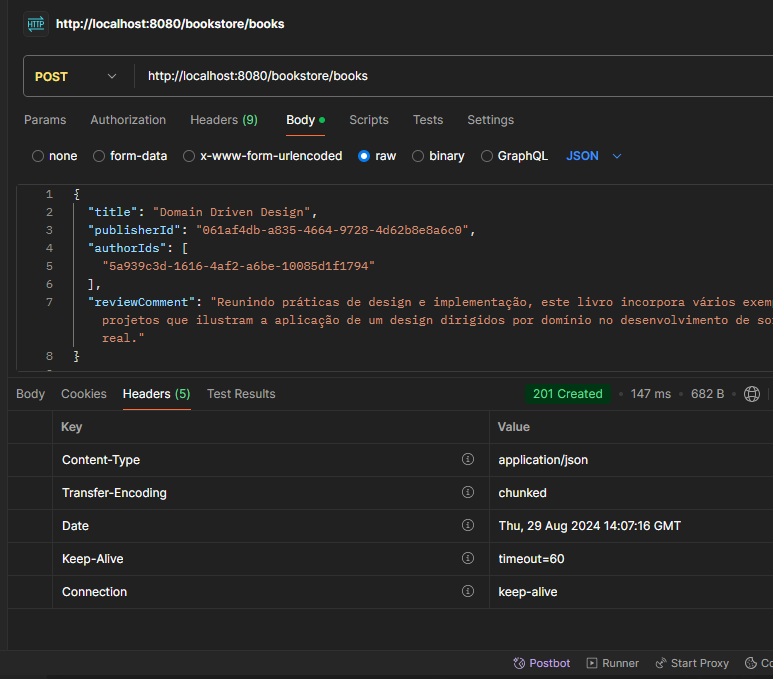 HTTP http://localhost:8080/bookstore/books
POST http://localhost:8080/bookstore/books
Params Authorization Headers (9) Body Scripts Tests Settings
none form-data x-www-form-urlencoded raw binary GraphQL JSON
1 {
2 "title": "Domain Driven Design",
3 "publisherId": "061af4db-a835-4664-9728-4d62b8e8a6c0",
4 "authorIds": [
5 "5a939c3d-1616-4af2-a6be-10085d1f1794"
6 ],
7 "reviewComment": "Reunindo práticas de design e implementação, este livro incorpora vários exem
projetos que ilustram a aplicação de um design dirigidos por domínio no desenvolvimento de so
real."
8 }
Body Cookies Headers (5) Test Results 201 Created • 147 ms • 682 B •
Key Value
Content-Type application/json
Transfer-Encoding chunked
Date Thu, 29 Aug 2024 14:07:16 GMT
Keep-Alive timeout=60
Connection keep-alive
Postbot Runner Start Proxy Co